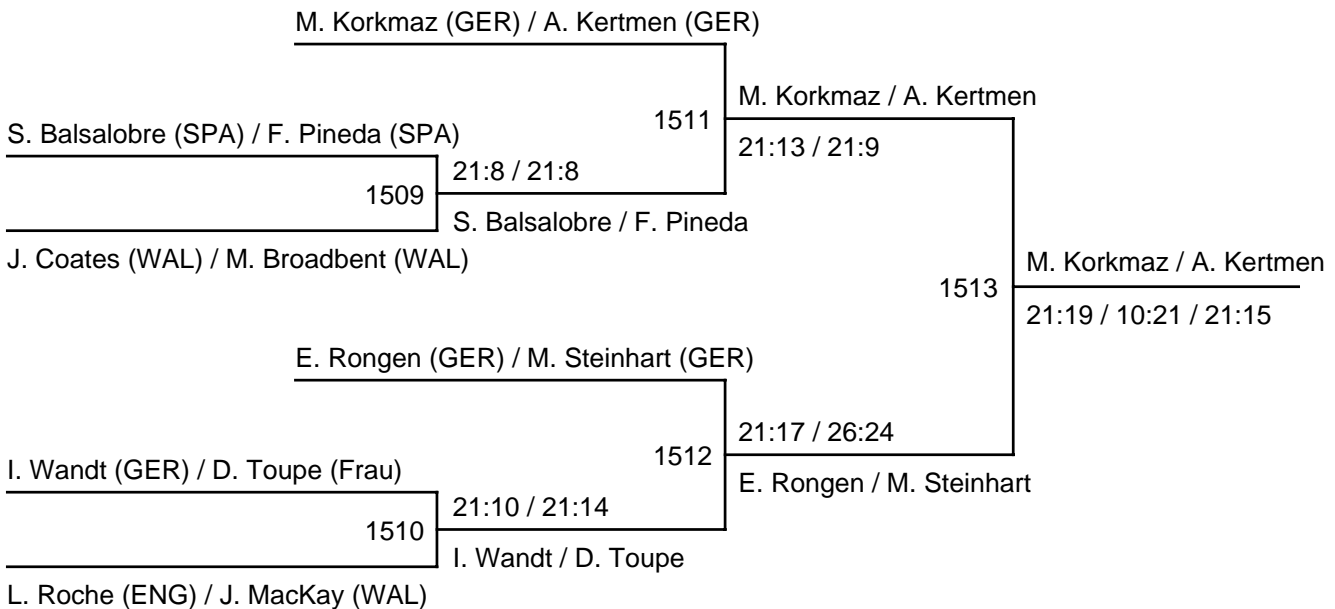 M. Korkmaz (GER) / A. Kertmen (GER)
M. Korkmaz / A. Kertmen
1511
S. Balsalobre (SPA) / F. Pineda (SPA)
21:13 / 21:9
21:8 / 21:8
1509
S. Balsalobre / F. Pineda
J. Coates (WAL) / M. Broadbent (WAL)
M. Korkmaz / A. Kertmen
1513
21:19 / 10:21 / 21:15
E. Rongen (GER) / M. Steinhart (GER)
21:17 / 26:24
1512
I. Wandt (GER) / D. Toupe (Frau)
E. Rongen / M. Steinhart
21:10 / 21:14
1510
I. Wandt / D. Toupe
L. Roche (ENG) / J. MacKay (WAL)